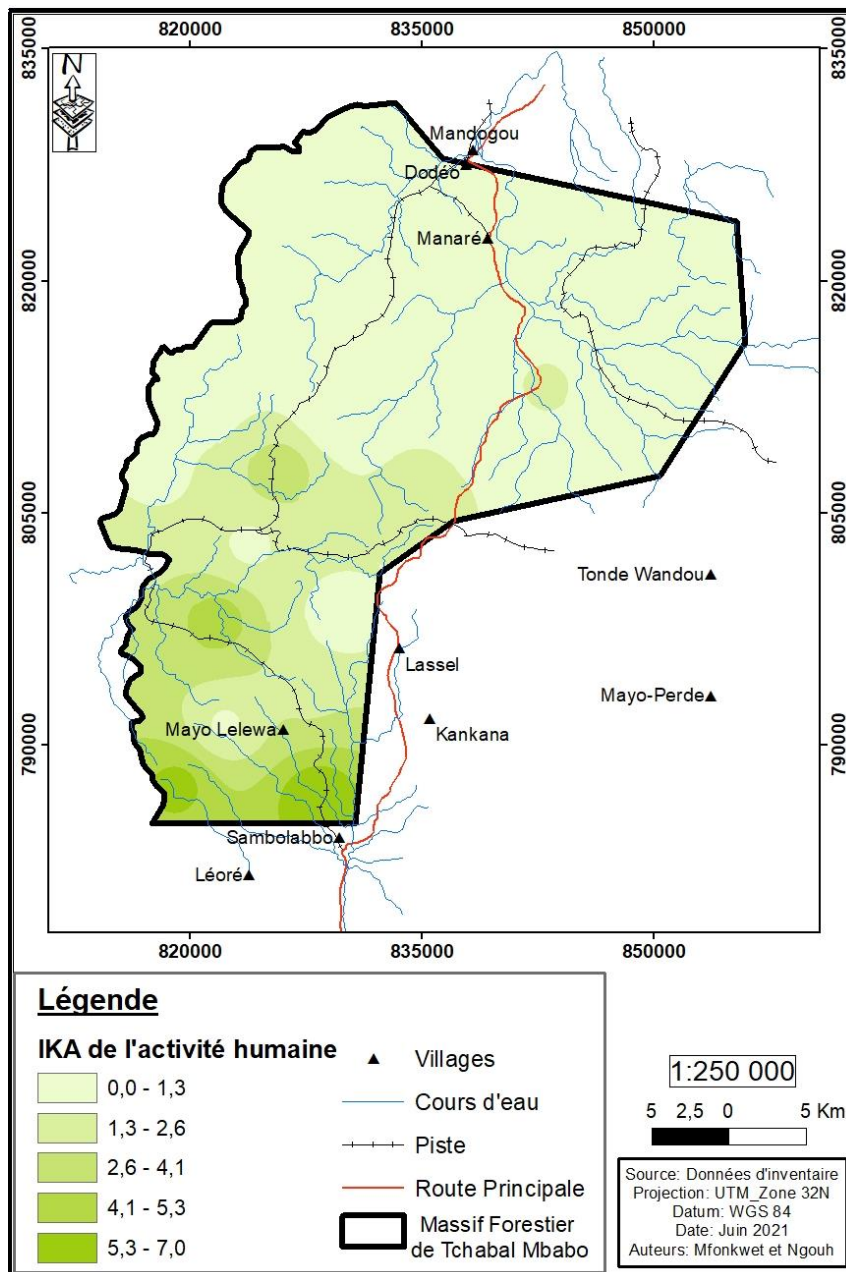 820000 835000 850000
835000 835000
N
Mandogou
Dodéo
Manaré
820000 820000
805000 805000
Tonde Wandou
Lassel
Mayo-Perde
Kankana
Mayo Lelewa
790000 790000
Sambolabbo
Léoré
820000 835000 850000
Légende
IKA de l'activité humaine
0,0 - 1,3
1,3 - 2,6
2,6 - 4,1
4,1 - 5,3
5,3 - 7,0
Villages
Cours d'eau
Piste
Route Principale
Massif Forestier
de Tchabal Mbabo
1:250 000
5 2,5 0 5 Km
Source: Données d'inventaire
Projection: UTM_Zone 32N
Datum: WGS 84
Date: Juin 2021
Auteurs: Mfonkwet et Ngouh